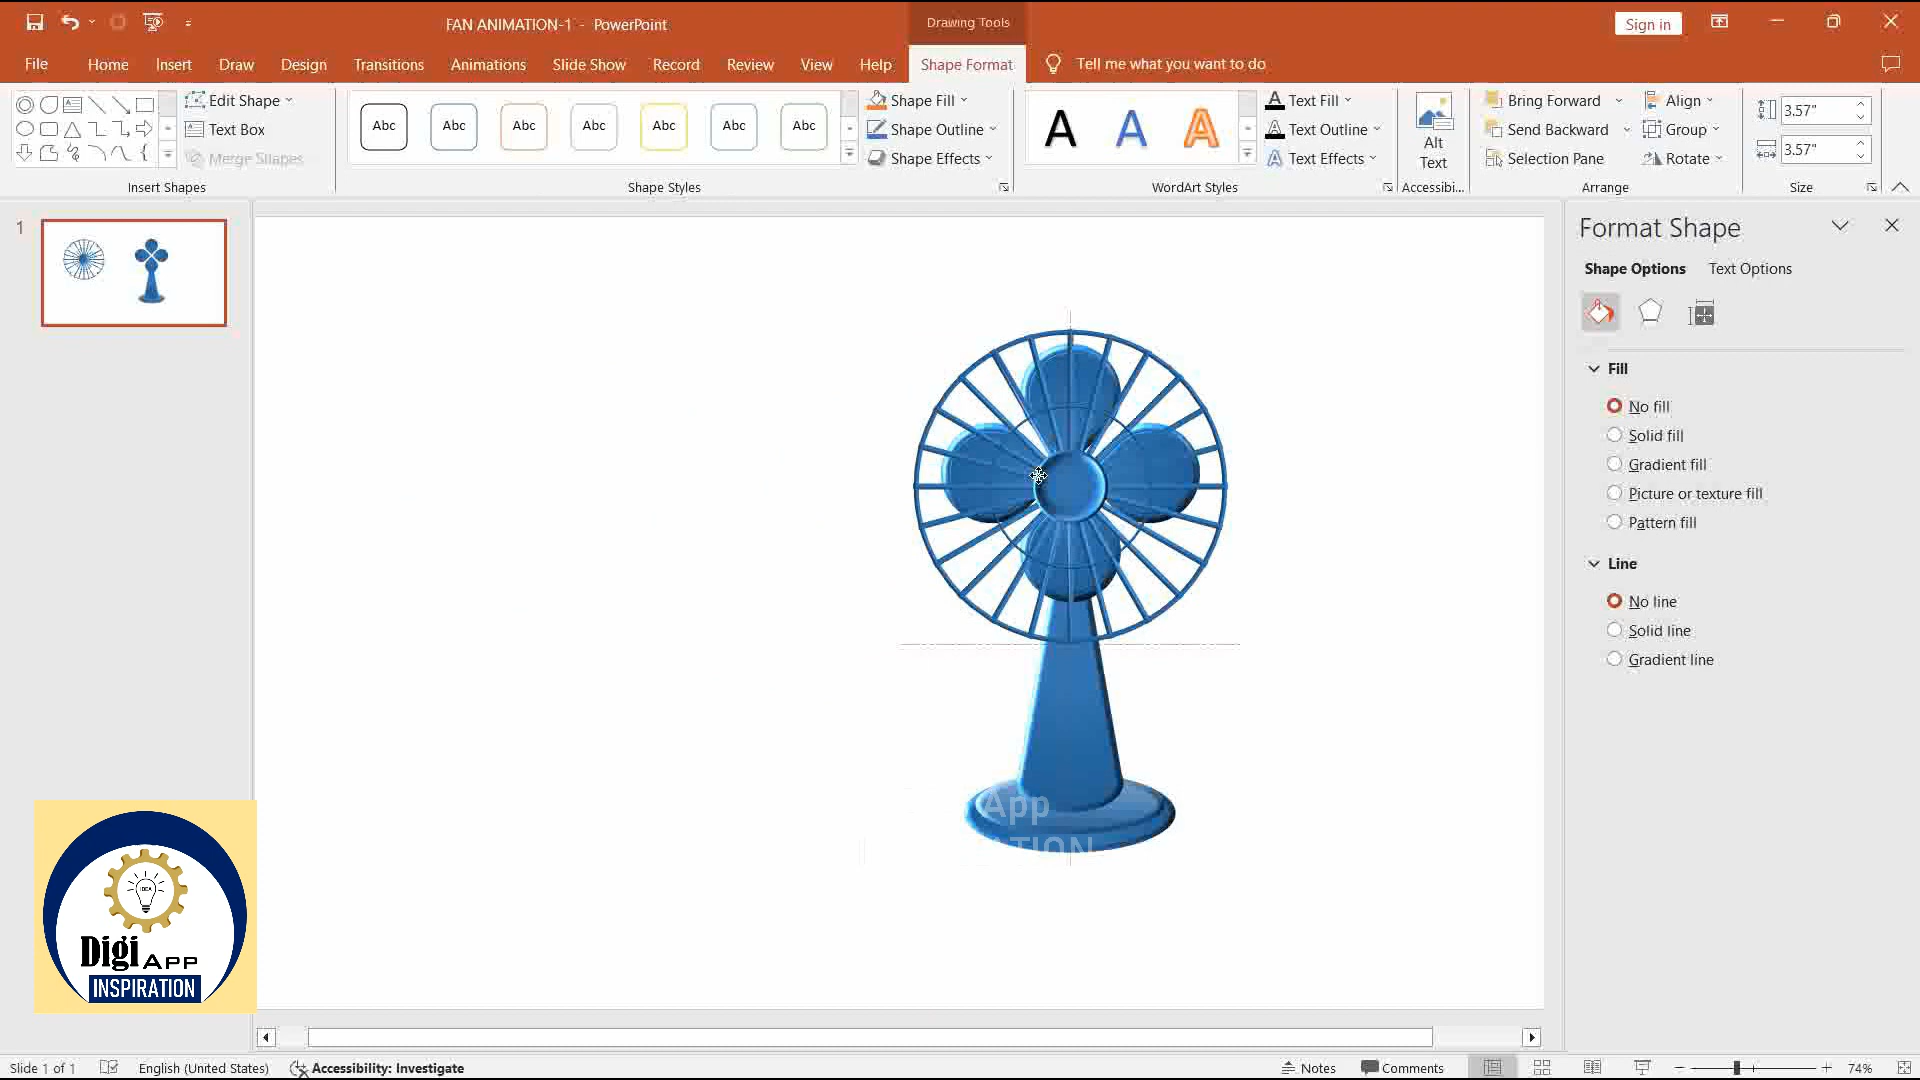 FAN ANIMATION-1 - PowerPoint
Drawing Tools
Sign in
File Home Insert Draw Design Transitions Animations Slide Show Record Review View Help Shape Format Tell me what you want to do
Edit Shape
Text Box
Merge Shapes
Insert Shapes
Abc Abc Abc Abc Abc Abc Abc
Shape Fill
Shape Outline
Shape Effects
Shape Styles
A A A
Text Fill
Text Outline
Text Effects
WordArt Styles
Alt
Text
Accessibi...
Bring Forward
Send Backward
Selection Pane
Align
Group
Rotate
Arrange
3.57"
3.57"
Size
1
Format Shape
Shape Options Text Options
Fill
No fill
Solid fill
Gradient fill
Picture or texture fill
Pattern fill
Line
No line
Solid line
Gradient line
App
ATION
IDEA
Digi APP
INSPIRATION
Slide 1 of 1 English (United States) Accessibility: Investigate Notes Comments 74%